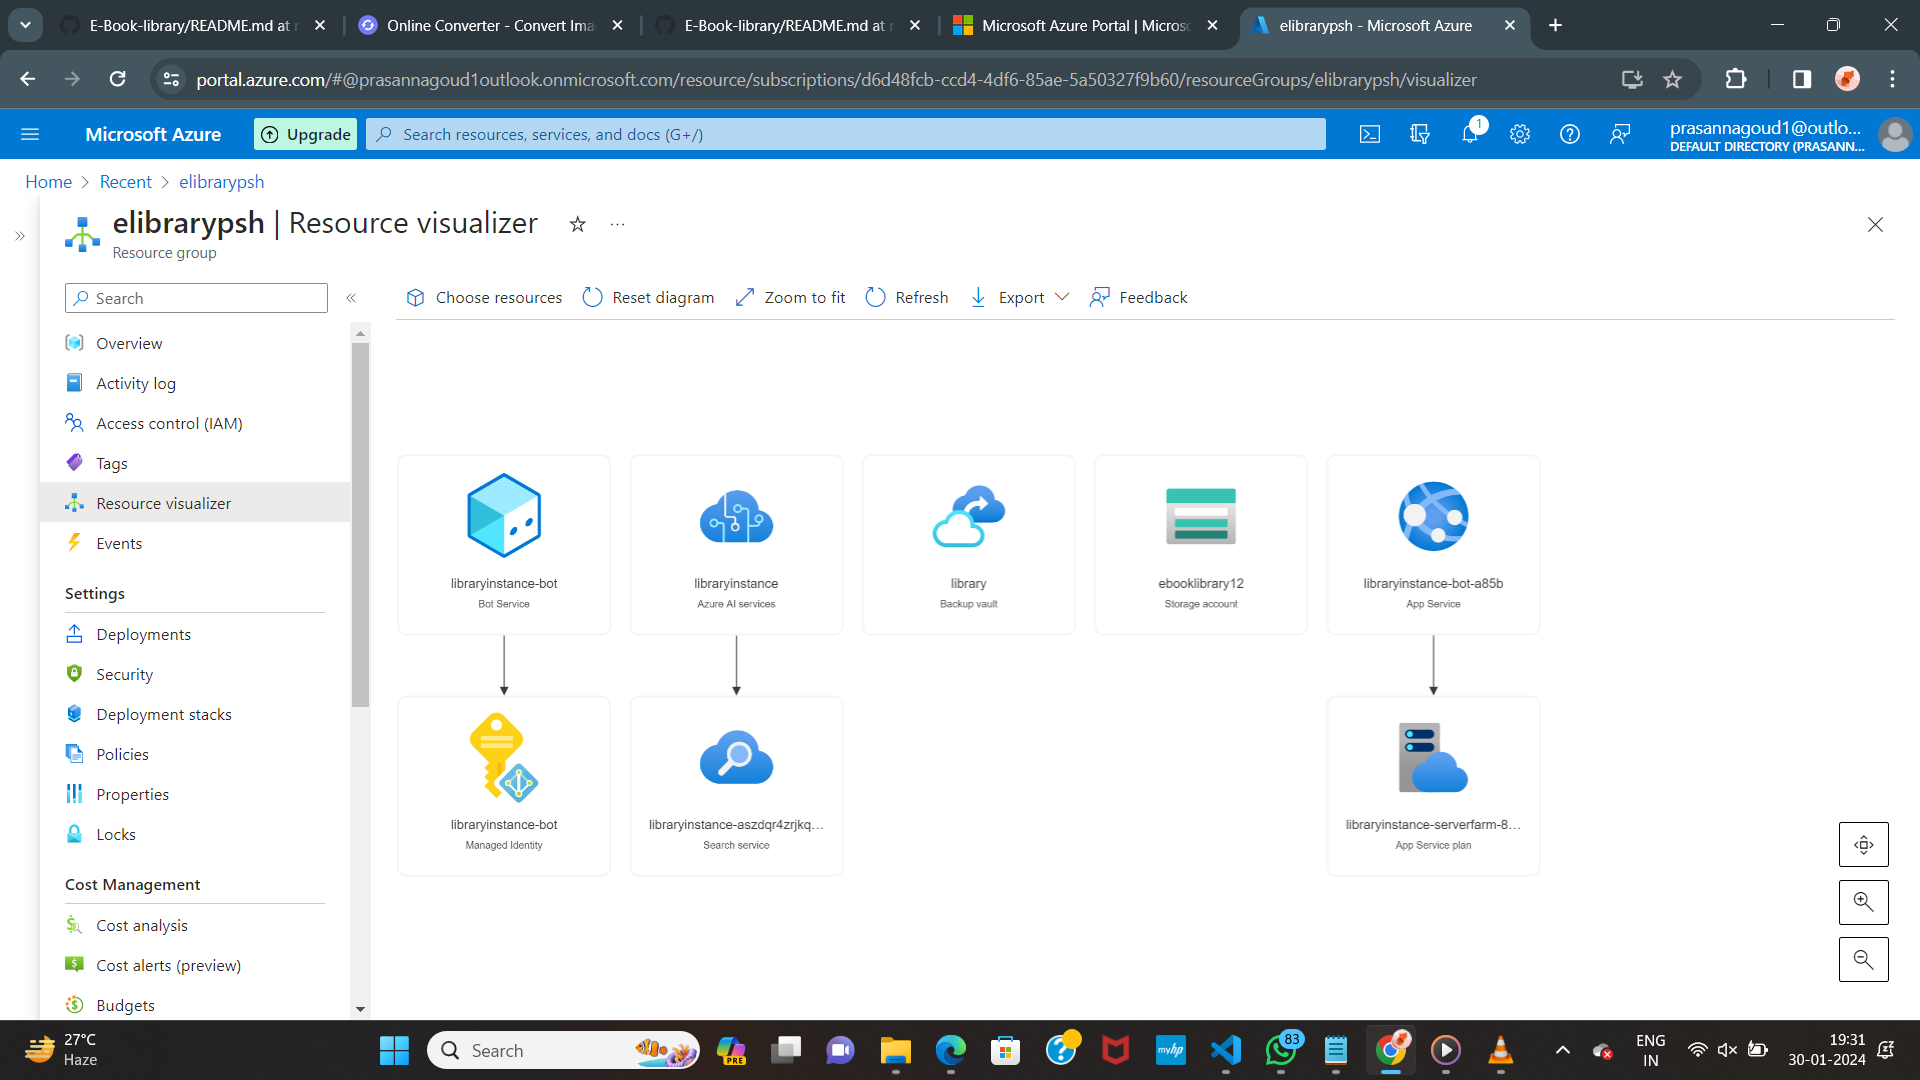 E-Book-library/README.md at r
Online Converter - Convert Ima
E-Book-library/README.md at r
Microsoft Azure Portal | Micros
elibrarypsh - Microsoft Azure
portal.azure.com/#@prasannagoud1outlook.onmicrosoft.com/resource/subscriptions/d6d48fcb-ccd4-4df6-85ae-5a50327f9b60/resourceGroups/elibrarypsh/visualizer
Microsoft Azure
Upgrade
Search resources, services, and docs (G+/)
1
prasannagoud1@outlo...
DEFAULT DIRECTORY (PRASANN...
Home > Recent > elibrarypsh
elibrarypsh | Resource visualizer
Resource group
Search
Choose resources
Reset diagram
Zoom to fit
Refresh
Export
Feedback
Overview
Activity log
Access control (IAM)
Tags
Resource visualizer
Events
Settings
Deployments
Security
Deployment stacks
Policies
Properties
Locks
Cost Management
Cost analysis
Cost alerts (preview)
Budgets
libraryinstance-bot
Bot Service
libraryinstance
Azure AI services
library
Backup vault
ebooklibrary12
Storage account
libraryinstance-bot-a85b
App Service
libraryinstance-bot
Managed Identity
libraryinstance-aszdqr4zrjkq...
Search service
libraryinstance-serverfarm-8...
App Service plan
27°C
Haze
Search
PRE
myhp
83
ENG
IN
19:31
30-01-2024